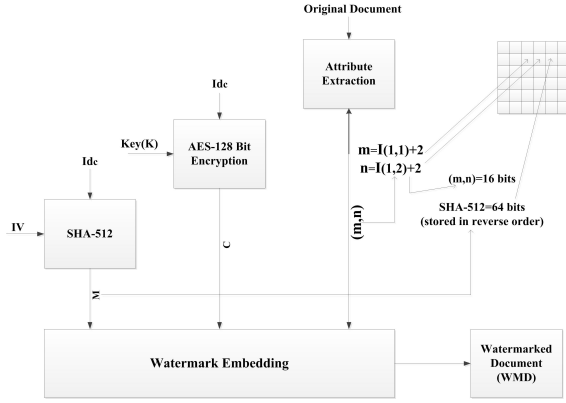 Original Document
Attribute
Extraction
Idc
Key(K)
AES-128 Bit
Encryption
m=I(1,1)+2
n=I(1,2)+2
(m,n)=16 bits
Idc
SHA-512=64 bits
(stored in reverse order)
IV
SHA-512
(m,n)
C
M
Watermark Embedding
Watermarked
Document
(WMD)